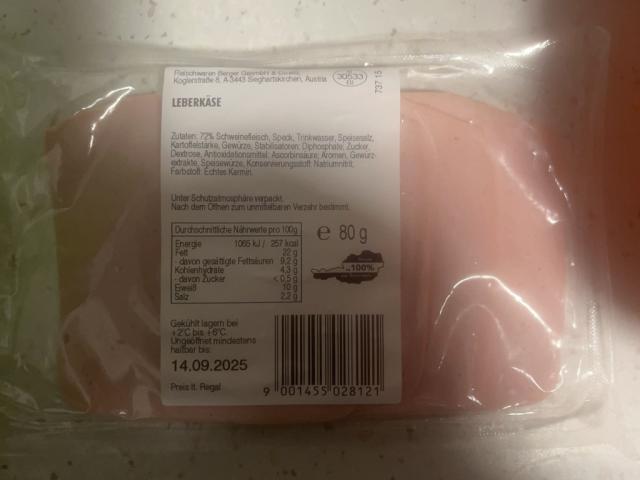 Fleischwaren Berger GesmbH & Co KG,
Koglerstraße 8, A 3443 Sieghartskirchen, Austria
30533
EU
737 15
LEBERKÄSE
Zutaten: 72% Schweinefleisch, Speck, Trinkwasser, Speisesalz,
Kartoffelstärke, Gewürze, Stabilisatoren: Diphosphate; Zucker,
Dextrose, Antioxidationsmittel: Ascorbinsäure; Aromen, Gewürz-
extrakte, Speisewürze, Konservierungsstoff: Natriumnitrit,
Farbstoff: Echtes Karmin.
Unter Schutzatmosphäre verpackt.
Nach dem Öffnen zum unmittelbaren Verzehr bestimmt.
Durchschnittliche Nährwerte pro 100g
Energie 1065 kJ / 257 kcal
Fett 22 g
- davon gesättigte Fettsäuren 9,2 g
Kohlenhydrate 4,3 g
- davon Zucker < 0,5 g
Eiweiß 10 g
Salz 2,2 g
e 80 g
100%
Gekühlt lagern bei
+2°C bis +6°C.
Ungeöffnet mindestens
haltbar bis:
14.09.2025
Preis lt. Regal
9 001455 028121